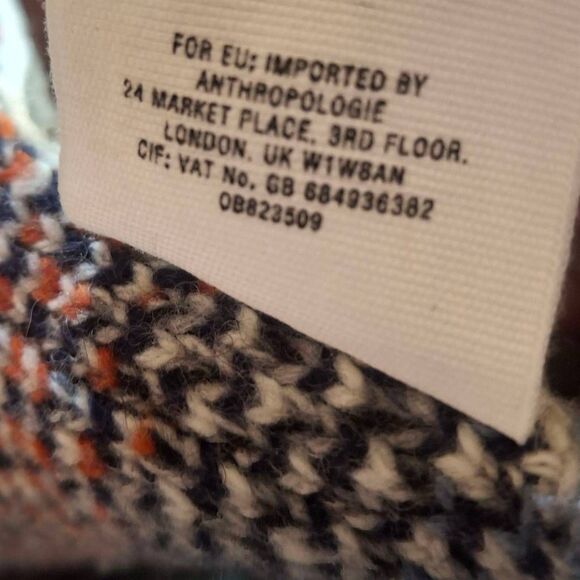 FOR EU: IMPORTED BY
ANTHROPOLOGIE
24 MARKET PLACE, 3RD FLOOR,
LONDON, UK W1W8AN
CIF: VAT No. GB 684936382
OB823509